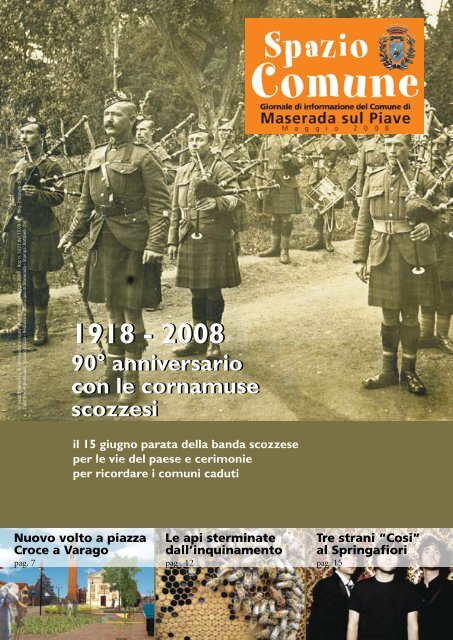 Spazio
Comune
Giornale di informazione del Comune di
Maserada sul Piave
Maggio 2008
1918 - 2008
90° anniversario
con le cornamuse
scozzesi
il 15 giugno parata della banda scozzese
per le vie del paese e cerimonie
per ricordare i comuni caduti
Nuovo volto a piazza
Croce a Varago
pag. 7
Le api sterminate
dall'inquinamento
pag. 12
Tre strani “Cosi”
al Springafiori
pag. 15